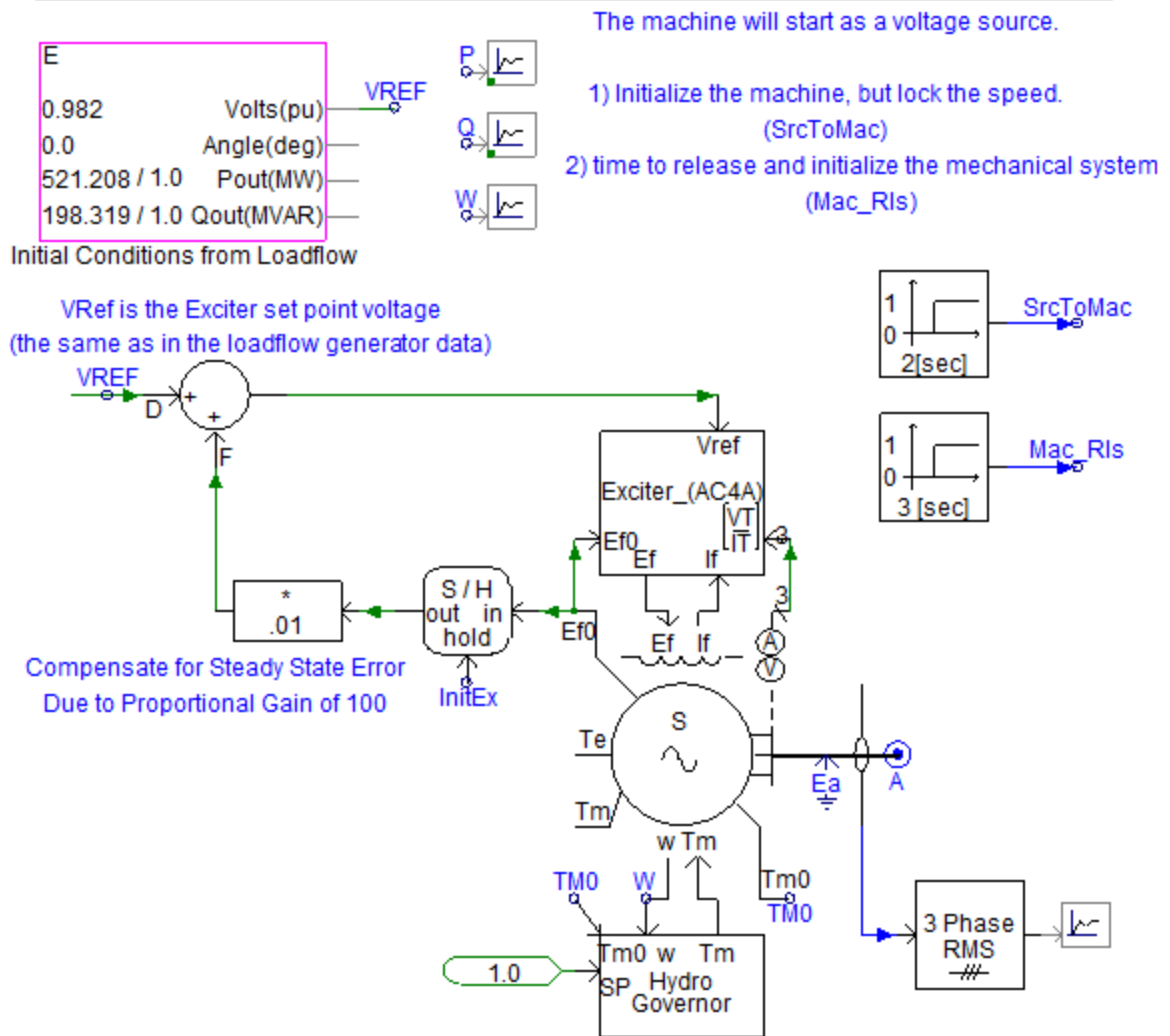 The machine will start as a voltage source.
E
0.982 Volts(pu)
0.0 Angle(deg)
521.208 / 1.0 Pout(MW)
198.319 / 1.0 Qout(MVAR)
VREF
Initial Conditions from Loadflow
P
Q
W
1) Initialize the machine, but lock the speed.
(SrcToMac)
2) time to release and initialize the mechanical system
(Mac_Rls)
VRef is the Exciter set point voltage
(the same as in the loadflow generator data)
VREF
D
+
+
F
1
0
2[sec]
SrcToMac
1
0
3 [sec]
Mac_Rls
Vref
Exciter_(AC4A)
VT
IT
3
Ef0
Ef If
3
S / H
out in
hold
InitEx
*
.01
Compensate for Steady State Error
Due to Proportional Gain of 100
Ef0
Ef If
A
V
S
Te
Tm
w Tm
Ea
A
TM0
W
Tm0
TM0
1.0
Tm0 w Tm
SP Hydro
Governor
3 Phase
RMS